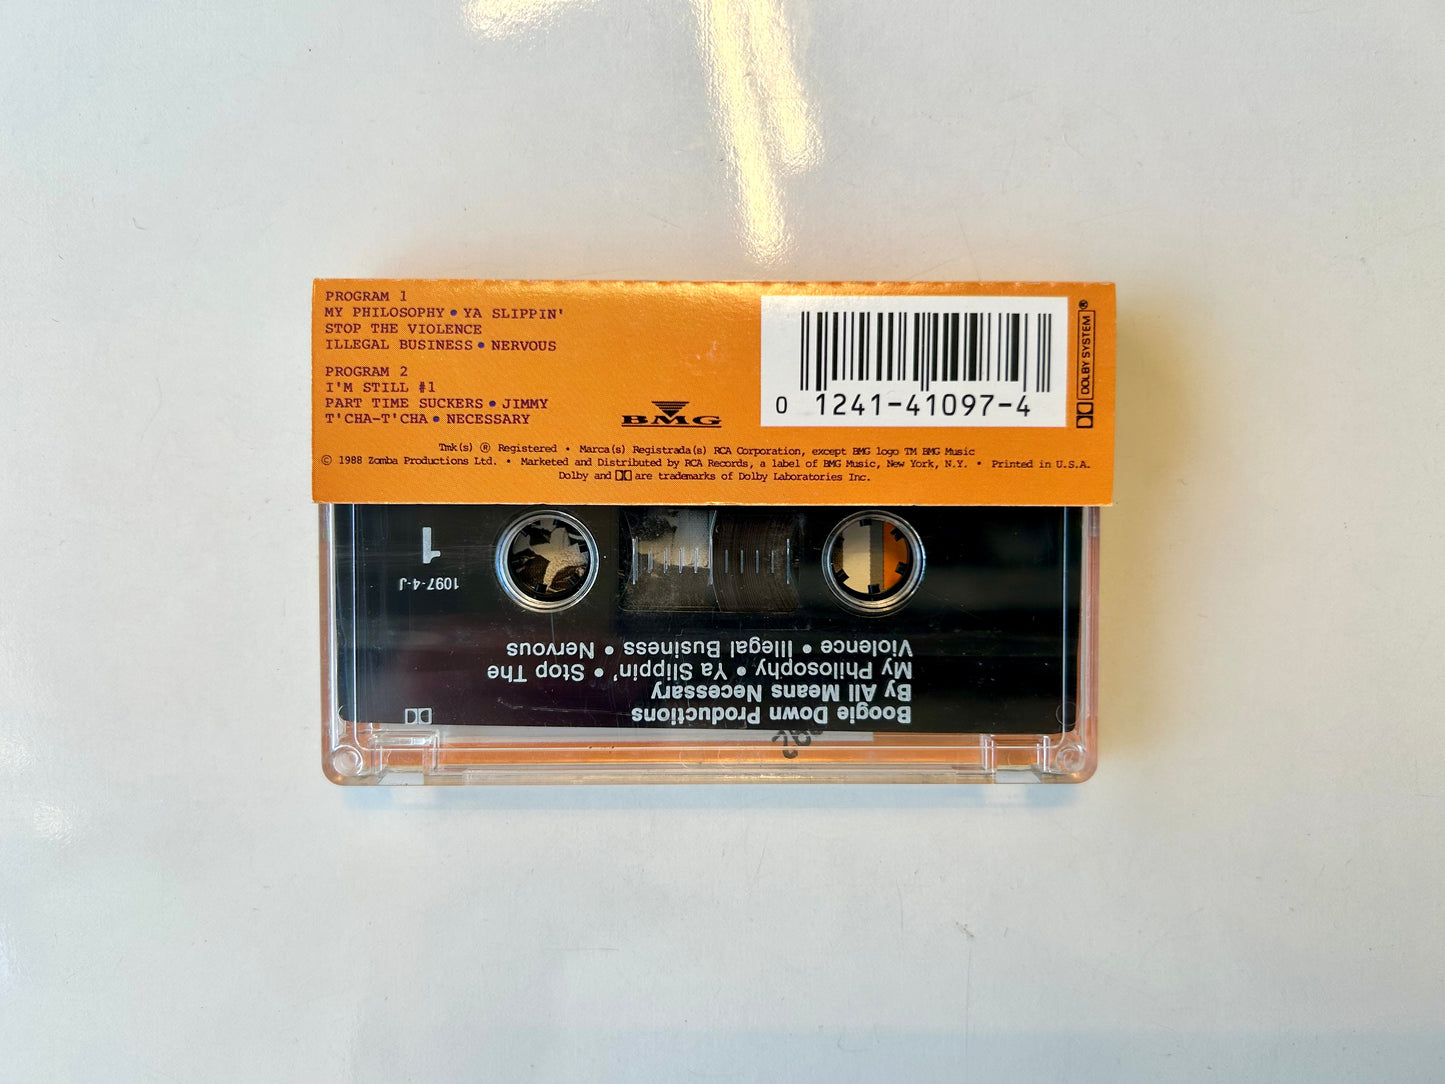 PROGRAM 1
MY PHILOSOPHY • YA SLIPPIN'
STOP THE VIOLENCE
ILLEGAL BUSINESS • NERVOUS
PROGRAM 2
I'M STILL #1
PART TIME SUCKERS • JIMMY
T'CHA-T'CHA • NECESSARY
BMG
0 1241-41097-4
DOLBY SYSTEM ®
Tmk(s) ® Registered • Marca(s) Registrada(s) RCA Corporation, except BMG logo TM BMG Music
© 1988 Zomba Productions Ltd. • Marketed and Distributed by RCA Records, a label of BMG Music, New York, N.Y. • Printed in U.S.A.
Dolby and are trademarks of Dolby Laboratories Inc.
Boogie Down Productions
By All Means Necessary
My Philosophy • Ya Slippin' • Stop The
Violence • Illegal Business • Nervous
1097-4-J
1